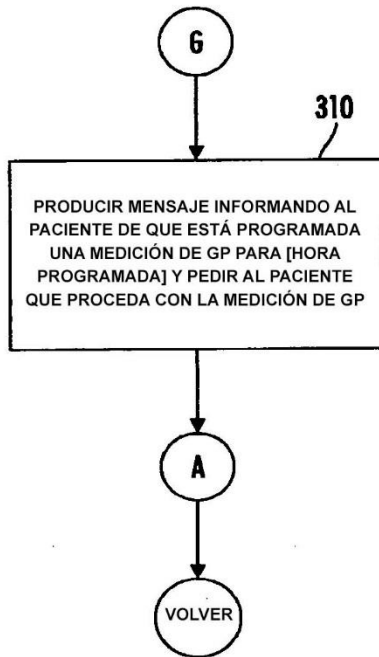 G
310
PRODUCIR MENSAJE INFORMANDO AL
PACIENTE DE QUE ESTÁ PROGRAMADA
UNA MEDICIÓN DE GP PARA [HORA
PROGRAMADA] Y PEDIR AL PACIENTE
QUE PROCEDA CON LA MEDICIÓN DE GP
A
VOLVER